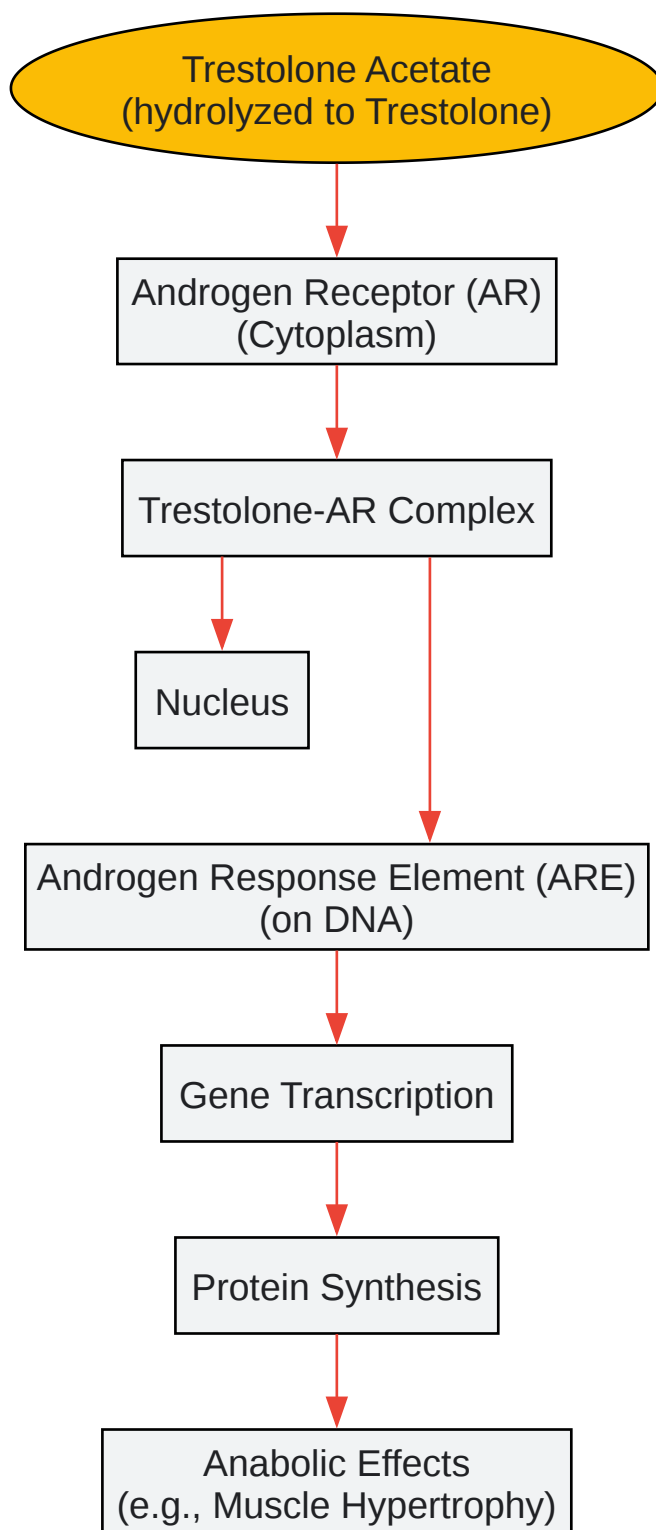 Trestolone Acetate
(hydrolyzed to Trestolone)
Androgen Receptor (AR)
(Cytoplasm)
Trestolone-AR Complex
Nucleus
Androgen Response Element (ARE)
(on DNA)
Gene Transcription
Protein Synthesis
Anabolic Effects
(e.g., Muscle Hypertrophy)